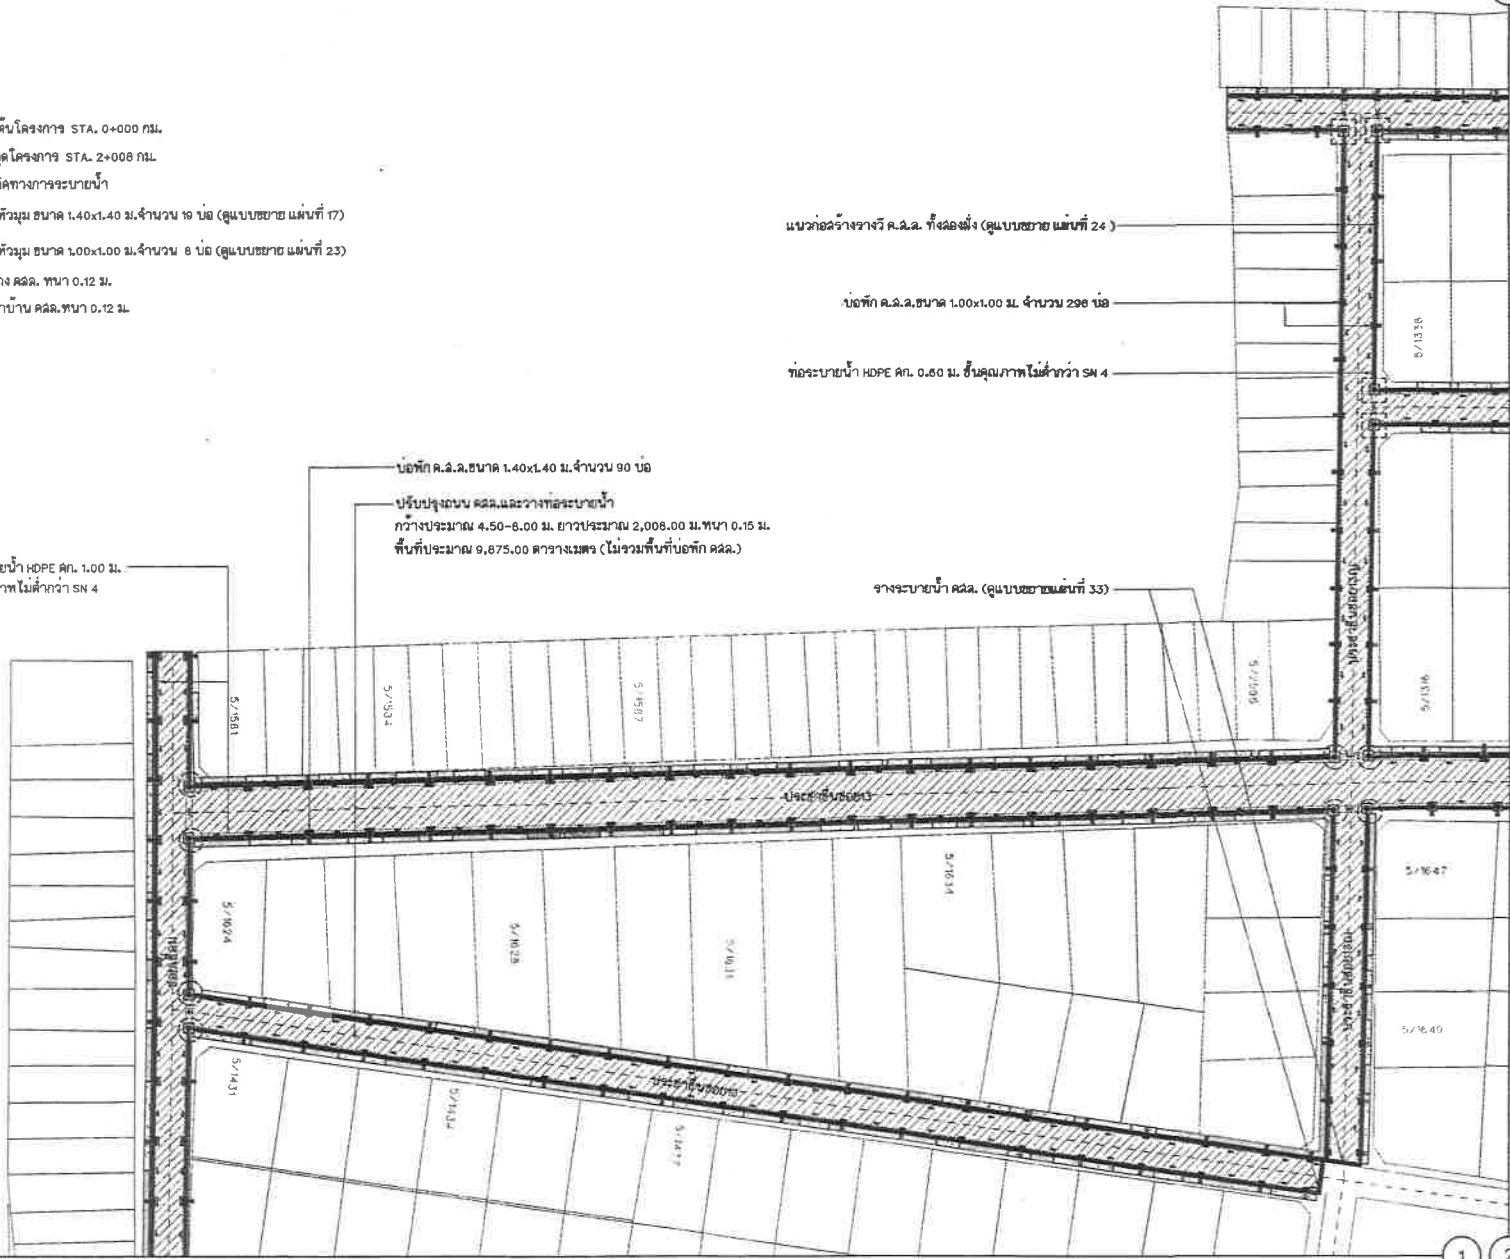 ต้นโครงการ STA. 0+000 กม.
ดโครงการ STA. 2+008 กม.
ศทางการระบายน้ำ
หัวมุม ขนาด 1.40x1.40 ม.จำนวน 19 บ่อ (ดูแบบขยาย แผ่นที่ 17)
หัวมุม ขนาด 1.00x1.00 ม.จำนวน 8 บ่อ (ดูแบบขยาย แผ่นที่ 23)
าง คสล. หนา 0.12 ม.
าบ้าน คสล.หนา 0.12 ม.
แนวก่อสร้างรางวี ค.ส.ล. ทั้งสองฝั่ง (ดูแบบขยาย แผ่นที่ 24 )
บ่อพัก ค.ส.ล.ขนาด 1.00x1.00 ม. จำนวน 298 บ่อ
ท่อระบายน้ำ HDPE ศก. 0.60 ม. ชั้นคุณภาพไม่ต่ำกว่า SN 4
5/1338
บ่อพัก ค.ส.ล.ขนาด 1.40x1.40 ม.จำนวน 90 บ่อ
ปรับปรุงถนน คสล.และวางท่อระบายน้ำ
กว้างประมาณ 4.50-8.00 ม. ยาวประมาณ 2,008.00 ม.หนา 0.15 ม.
พื้นที่ประมาณ 9,875.00 ตารางเมตร (ไม่รวมพื้นที่บ่อพัก คสล.)
ยน้ำ HDPE ศก. 1.00 ม.
าพไม่ต่ำกว่า SN 4
รางระบายน้ำ คสล. (ดูแบบขยายแผ่นที่ 33)
5/1581
5/1534
5/1587
5/1316
ประชาชื่นซอย13
5/1634
5/1647
5/1624
5/1628
5/1631
5/1649
5/1431
5/1434
5/1437
1